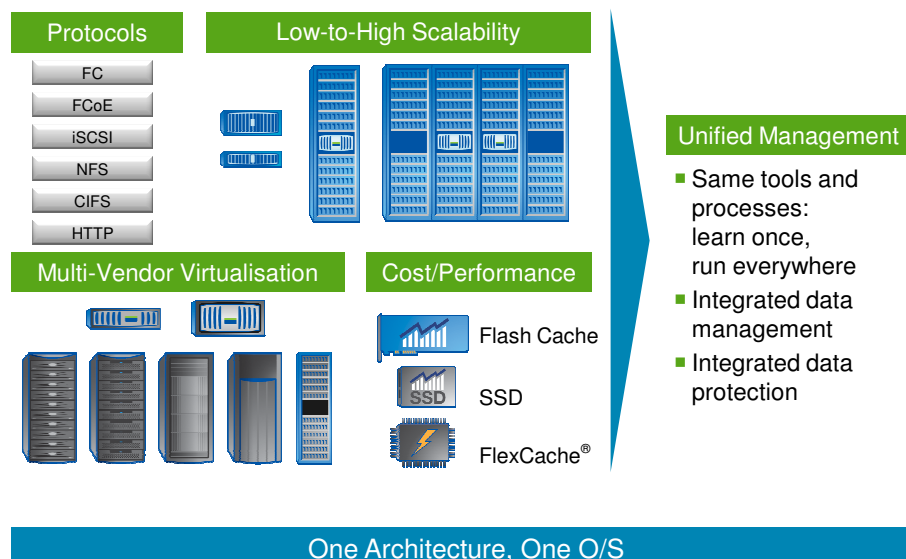 Protocols
FC
FCoE
iSCSI
NFS
CIFS
HTTP
Low-to-High Scalability
Multi-Vendor Virtualisation
Cost/Performance
Flash Cache
SSD
SSD
FlexCache®
Unified Management
Same tools and
processes:
learn once,
run everywhere
Integrated data
management
Integrated data
protection
One Architecture, One O/S